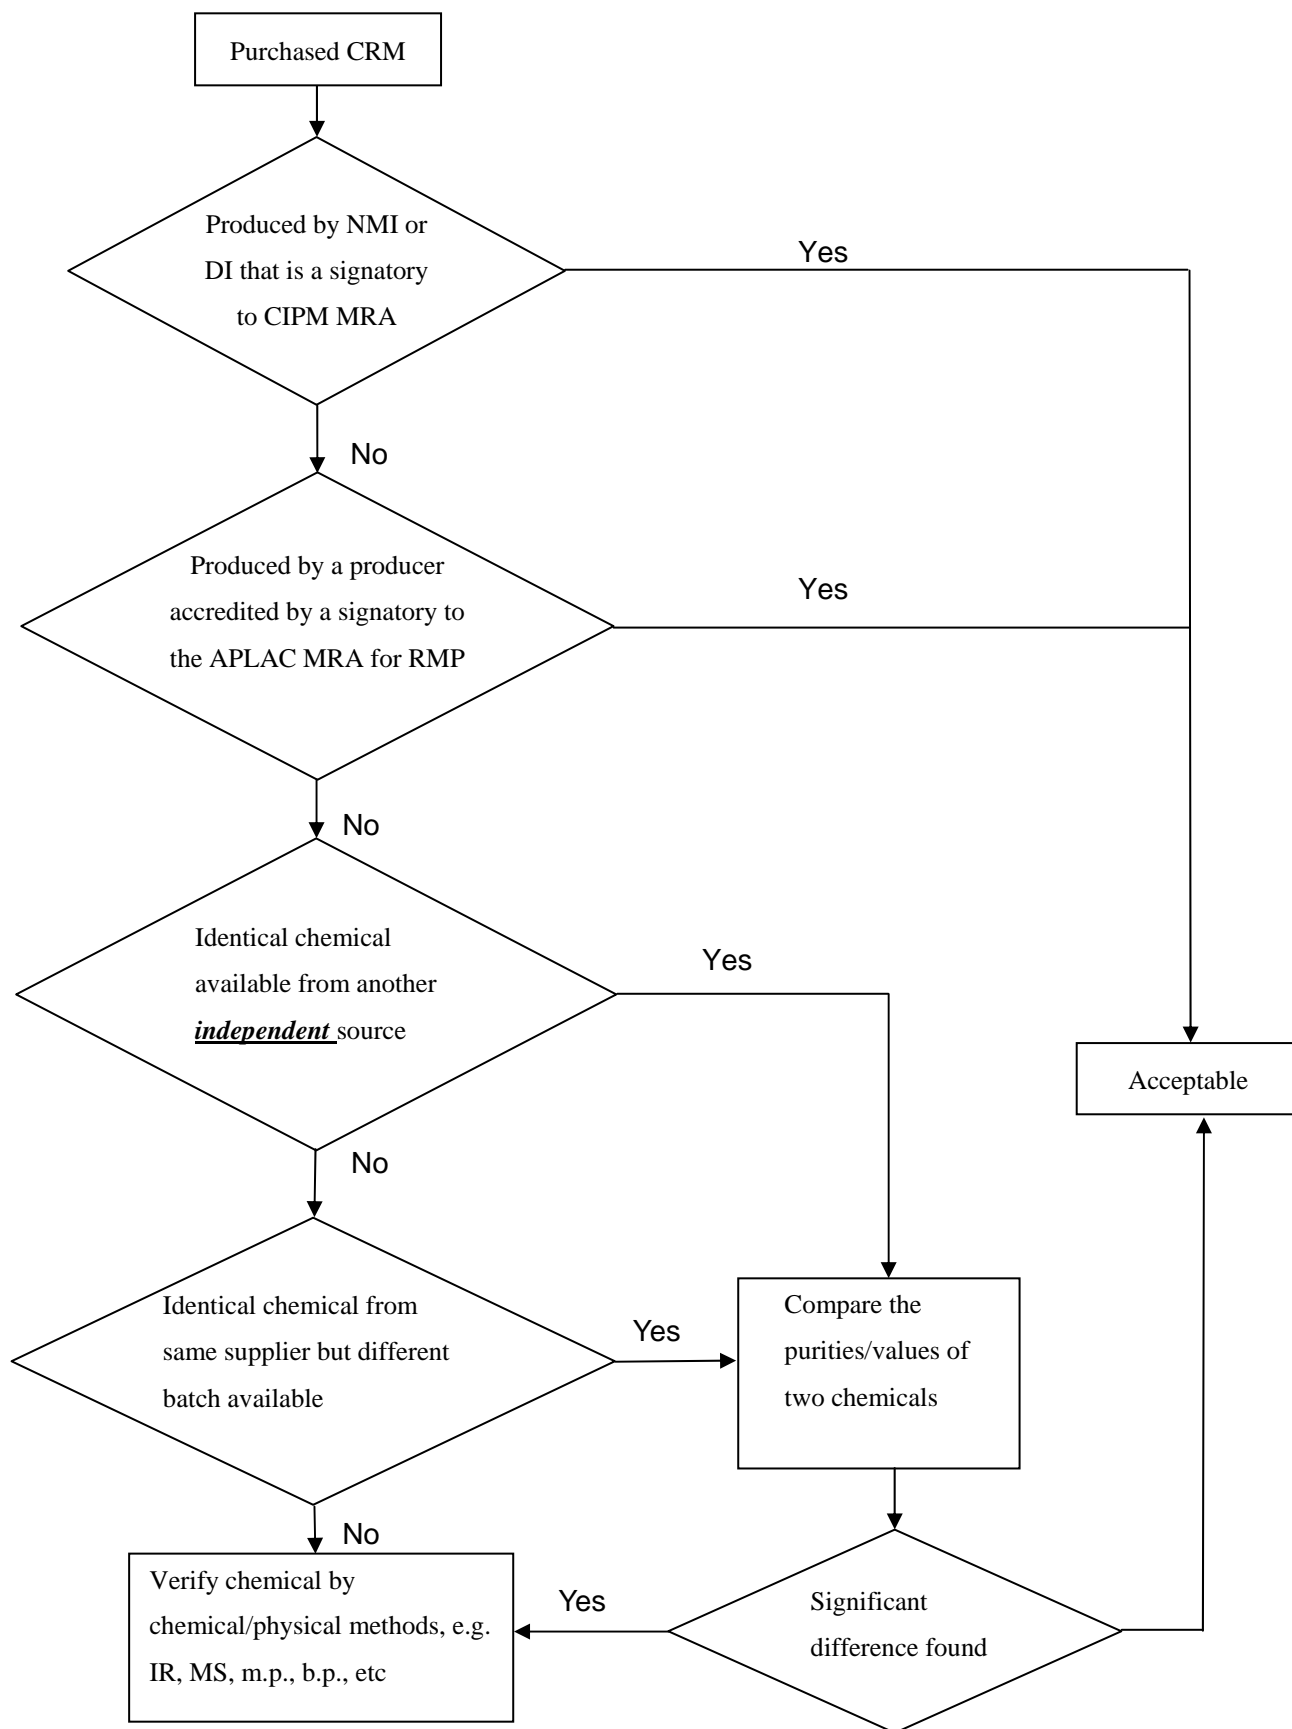 Purchased CRM
Produced by NMI or
DI that is a signatory
to CIPM MRA
Yes
No
Produced by a producer
accredited by a signatory to
the APLAC MRA for RMP
Yes
No
Identical chemical
available from another
independent source
Yes
Acceptable
No
Identical chemical from
same supplier but different
batch available
Yes
Compare the
purities/values of
two chemicals
No
Verify chemical by
chemical/physical methods, e.g.
IR, MS, m.p., b.p., etc
Yes
Significant
difference found